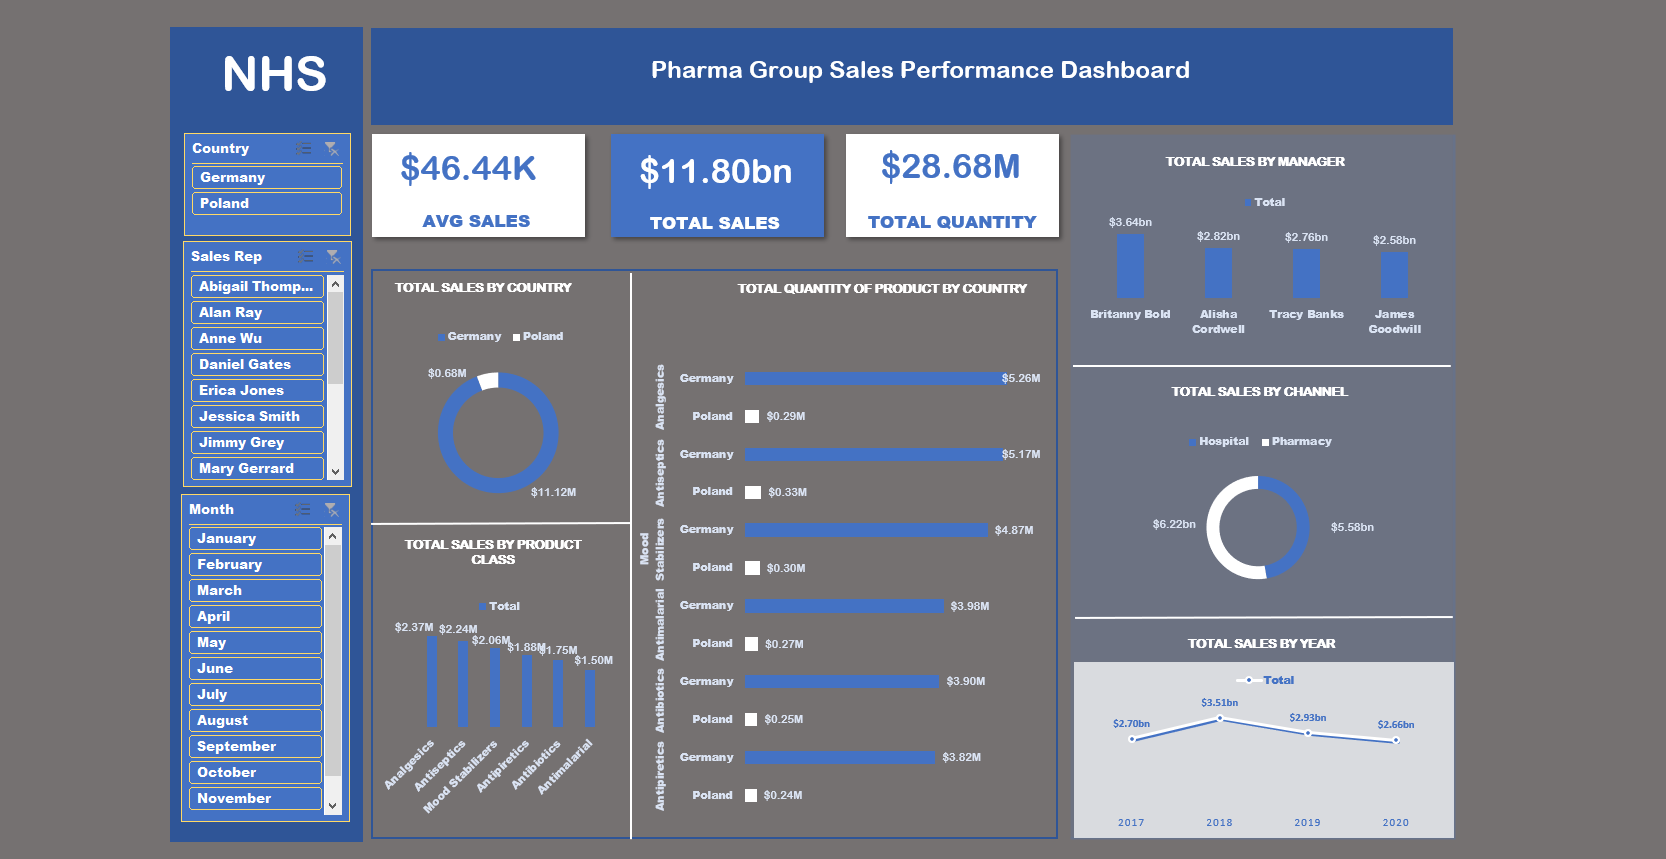 NHS
Pharma Group Sales Performance Dashboard
Country
Germany
Poland
Sales Rep
Abigail Thomp...
Alan Ray
Anne Wu
Daniel Gates
Erica Jones
Jessica Smith
Jimmy Grey
Mary Gerrard
Month
January
February
March
April
May
June
July
August
September
October
November
$46.44K
AVG SALES
$11.80bn
TOTAL SALES
$28.68M
TOTAL QUANTITY
TOTAL SALES BY COUNTRY
Germany Poland
$0.68M
$11.12M
TOTAL SALES BY PRODUCT
CLASS
Total
$2.37M
$2.24M
$2.06M
$1.88M
$1.75M
$1.50M
Analgesics
Antiseptics
Mood Stabilizers
Antipiretics
Antibiotics
Antimalarial
TOTAL QUANTITY OF PRODUCT BY COUNTRY
Analgesics
Germany $5.26M
Poland $0.29M
Antiseptics
Germany $5.17M
Poland $0.33M
Mood
Stabilizers
Germany $4.87M
Poland $0.30M
Antimalarial
Germany $3.98M
Poland $0.27M
Antibiotics
Germany $3.90M
Poland $0.25M
Antipiretics
Germany $3.82M
Poland $0.24M
TOTAL SALES BY MANAGER
Total
$3.64bn
$2.82bn
$2.76bn
$2.58bn
Britanny Bold
Alisha
Cordwell
Tracy Banks
James
Goodwill
TOTAL SALES BY CHANNEL
Hospital Pharmacy
$6.22bn
$5.58bn
TOTAL SALES BY YEAR
Total
$2.70bn
$3.51bn
$2.93bn
$2.66bn
2017 2018 2019 2020